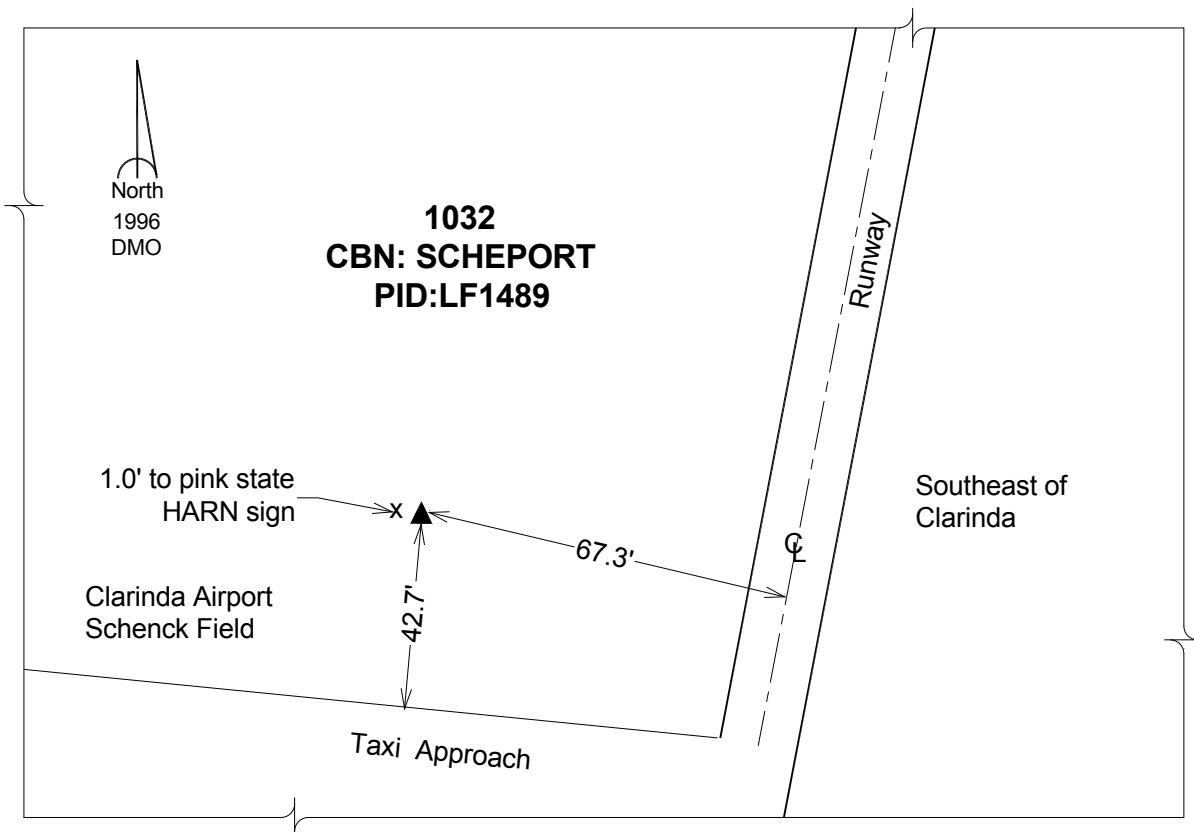 North
1996
DMO
1032
CBN: SCHEPORT
PID:LF1489
Runway
1.0' to pink state
HARN sign
x
67.3'
℄
Southeast of
Clarinda
42.7'
Clarinda Airport
Schenck Field
Taxi Approach